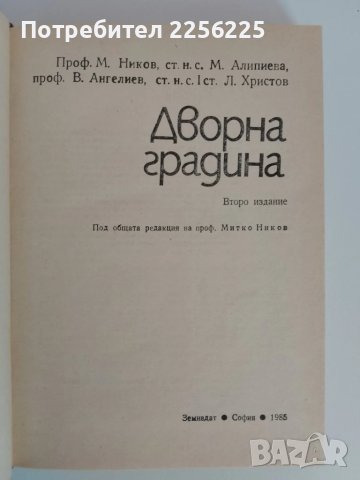 Потребител 2256225
Проф. М. Ников, ст. н. с. М. Алипиева,
проф. В. Ангелиев, ст. н. с. I ст. Л. Христов
Дворна
градина
Второ издание
Под общата редакция на проф. Митко Ников
Земиздат ● София ● 1985
BAZAR